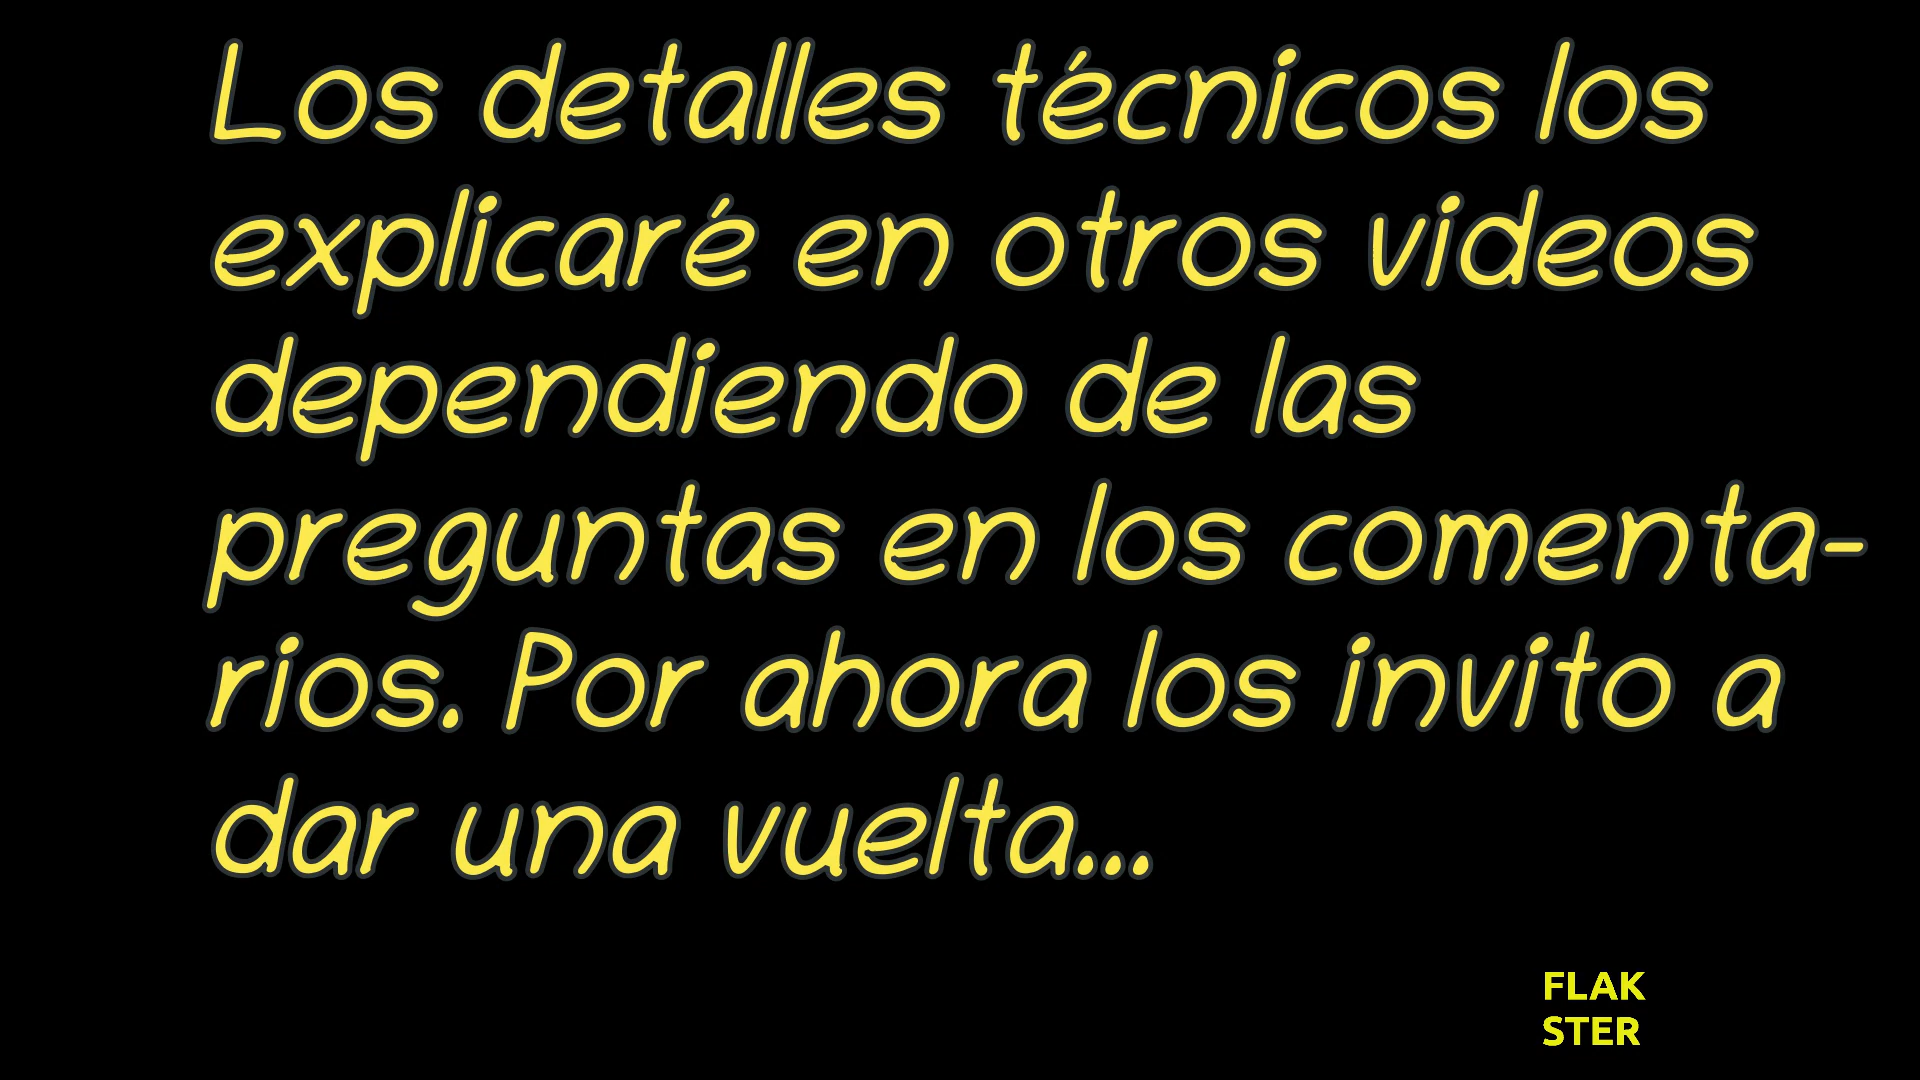 Los detalles técnicos los
explicaré en otros videos
dependiendo de las
preguntas en los comenta-
rios. Por ahora los invito a
dar una vuelta...
FLAK
STER